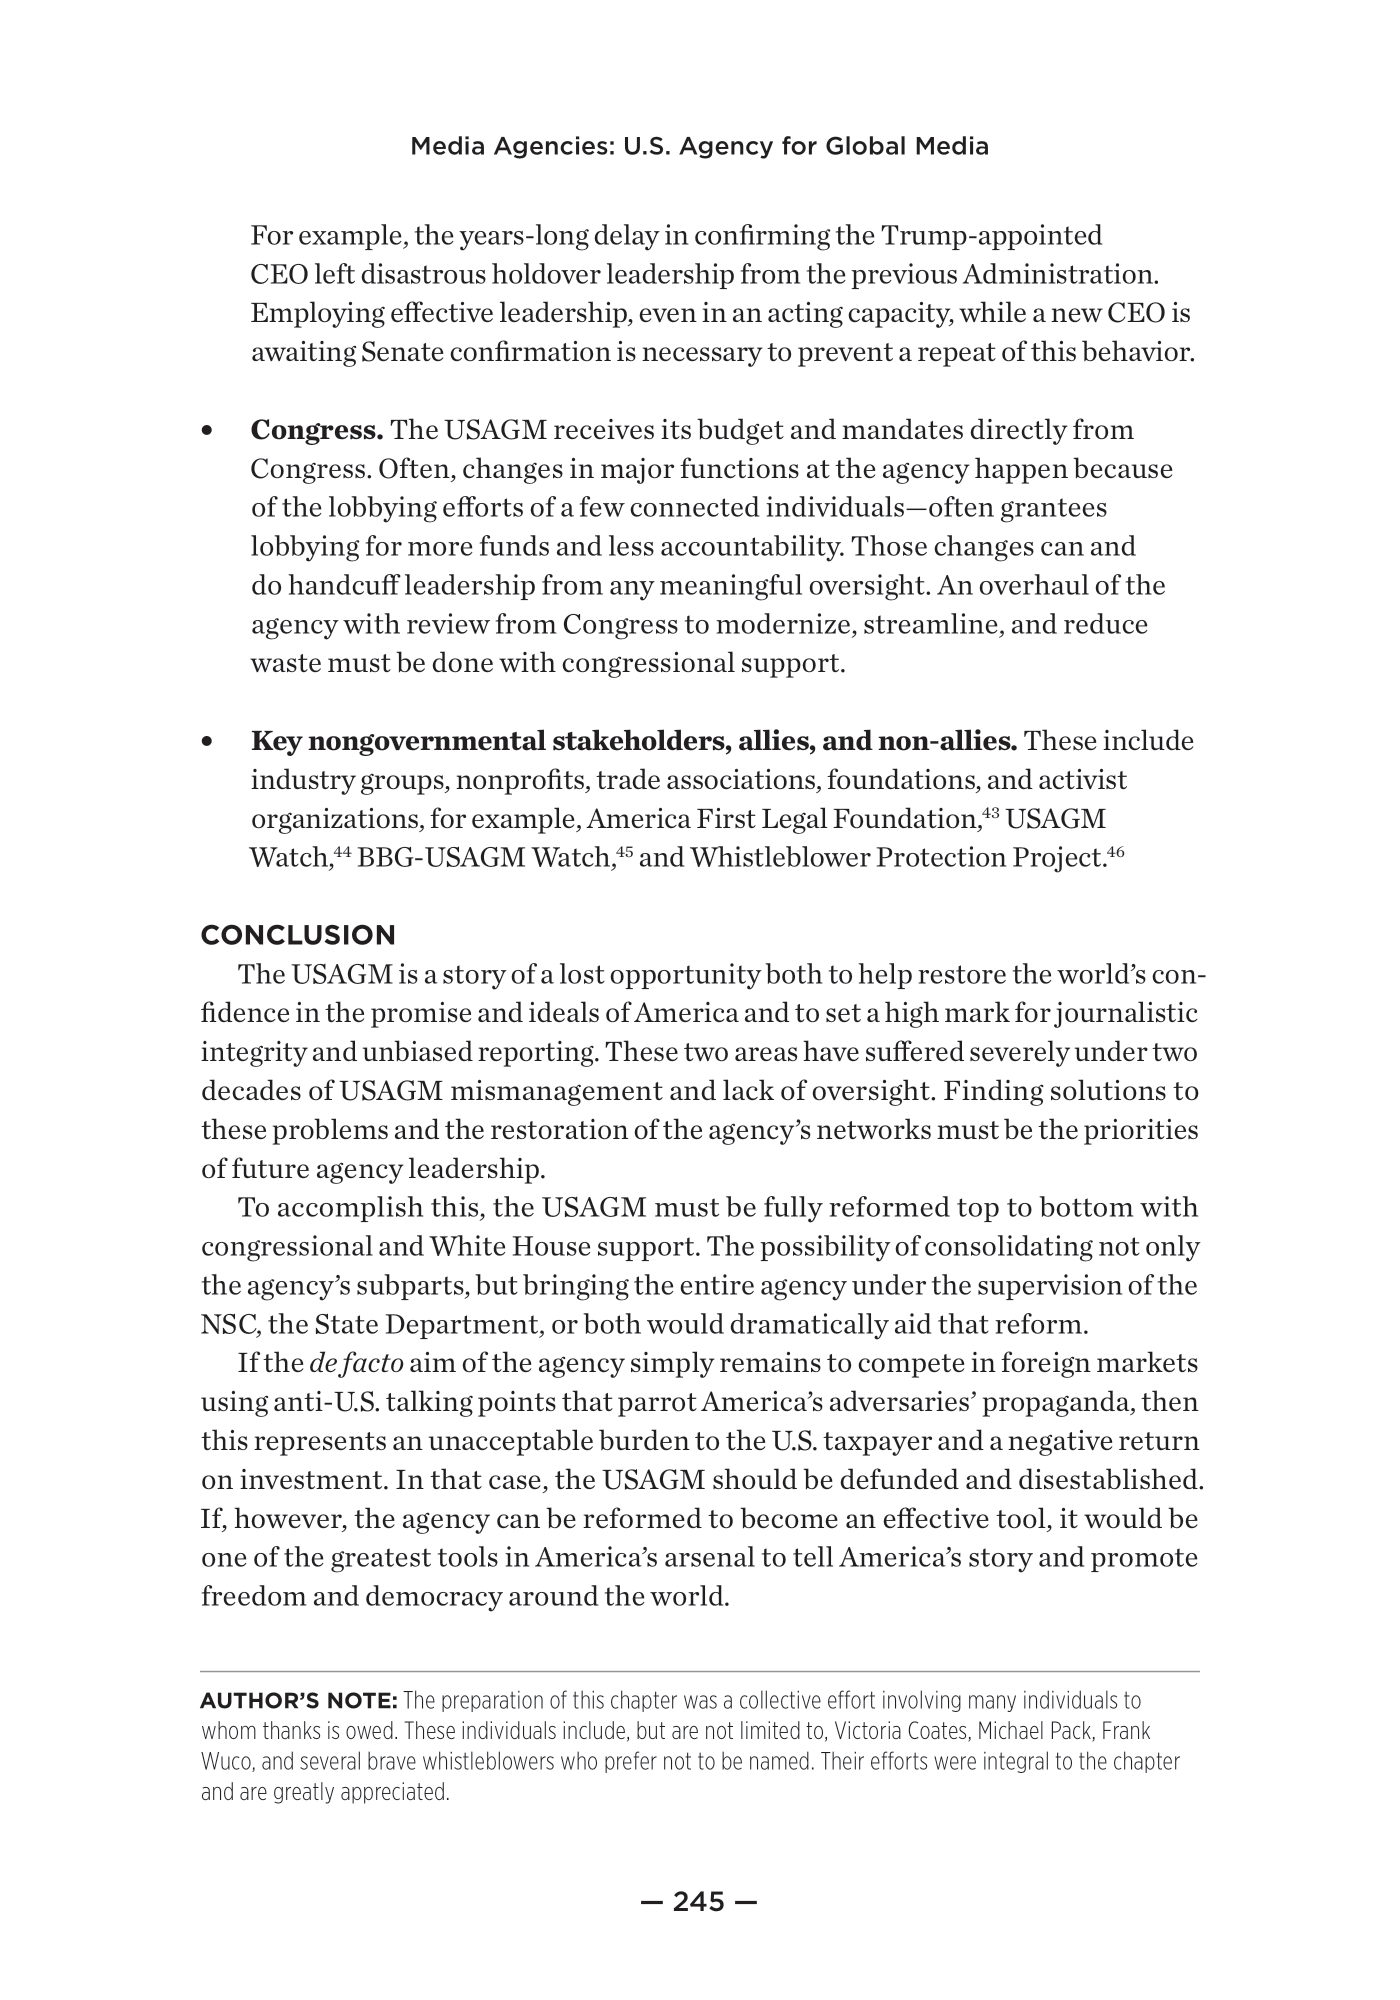 Media Agencies: U.S. Agency for Global Media
For example, the years-long delay in confirming the Trump-appointed
CEO left disastrous holdover leadership from the previous Administration.
Employing effective leadership, even in an acting capacity, while a new CEO is
awaiting Senate confirmation is necessary to prevent a repeat of this behavior.
• Congress. The USAGM receives its budget and mandates directly from
Congress. Often, changes in major functions at the agency happen because
of the lobbying efforts of a few connected individuals—often grantees
lobbying for more funds and less accountability. Those changes can and
do handcuff leadership from any meaningful oversight. An overhaul of the
agency with review from Congress to modernize, streamline, and reduce
waste must be done with congressional support.
• Key nongovernmental stakeholders, allies, and non-allies. These include
industry groups, nonprofits, trade associations, foundations, and activist
organizations, for example, America First Legal Foundation,⁴³ USAGM
Watch,⁴⁴ BBG-USAGM Watch,⁴⁵ and Whistleblower Protection Project.⁴⁶
CONCLUSION
The USAGM is a story of a lost opportunity both to help restore the world’s con-
fidence in the promise and ideals of America and to set a high mark for journalistic
integrity and unbiased reporting. These two areas have suffered severely under two
decades of USAGM mismanagement and lack of oversight. Finding solutions to
these problems and the restoration of the agency’s networks must be the priorities
of future agency leadership.
To accomplish this, the USAGM must be fully reformed top to bottom with
congressional and White House support. The possibility of consolidating not only
the agency’s subparts, but bringing the entire agency under the supervision of the
NSC, the State Department, or both would dramatically aid that reform.
If the de facto aim of the agency simply remains to compete in foreign markets
using anti-U.S. talking points that parrot America’s adversaries’ propaganda, then
this represents an unacceptable burden to the U.S. taxpayer and a negative return
on investment. In that case, the USAGM should be defunded and disestablished.
If, however, the agency can be reformed to become an effective tool, it would be
one of the greatest tools in America’s arsenal to tell America’s story and promote
freedom and democracy around the world.
AUTHOR’S NOTE: The preparation of this chapter was a collective effort involving many individuals to
whom thanks is owed. These individuals include, but are not limited to, Victoria Coates, Michael Pack, Frank
Wuco, and several brave whistleblowers who prefer not to be named. Their efforts were integral to the chapter
and are greatly appreciated.
— 245 —